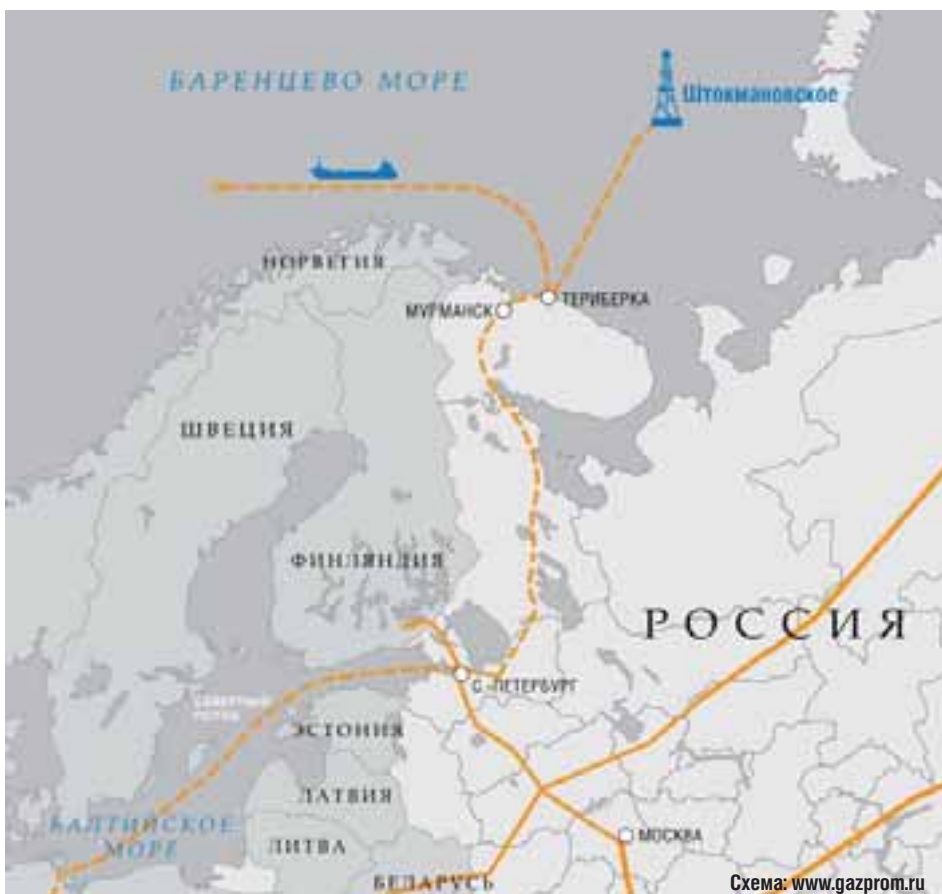 БАРЕНЦЕВО МОРЕ
Штокмановское
НОРВЕГИЯ
МУРМАНСК
ТЕРИБЕРКА
ШВЕЦИЯ
ФИНЛЯНДИЯ
РОССИЯ
С.-ПЕТЕРБУРГ
ЭСТОНИЯ
ЛАТВИЯ
БАЛТИЙСКОЕ
МОРЕ
ЛИТВА
МОСКВА
БЕЛАРУСЬ
Схема: www.gazprom.ru